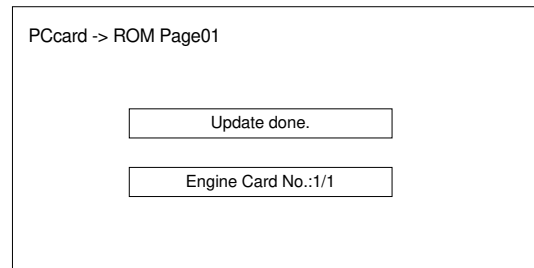 PCcard -> ROM Page01
Update done.
Engine Card No.:1/1